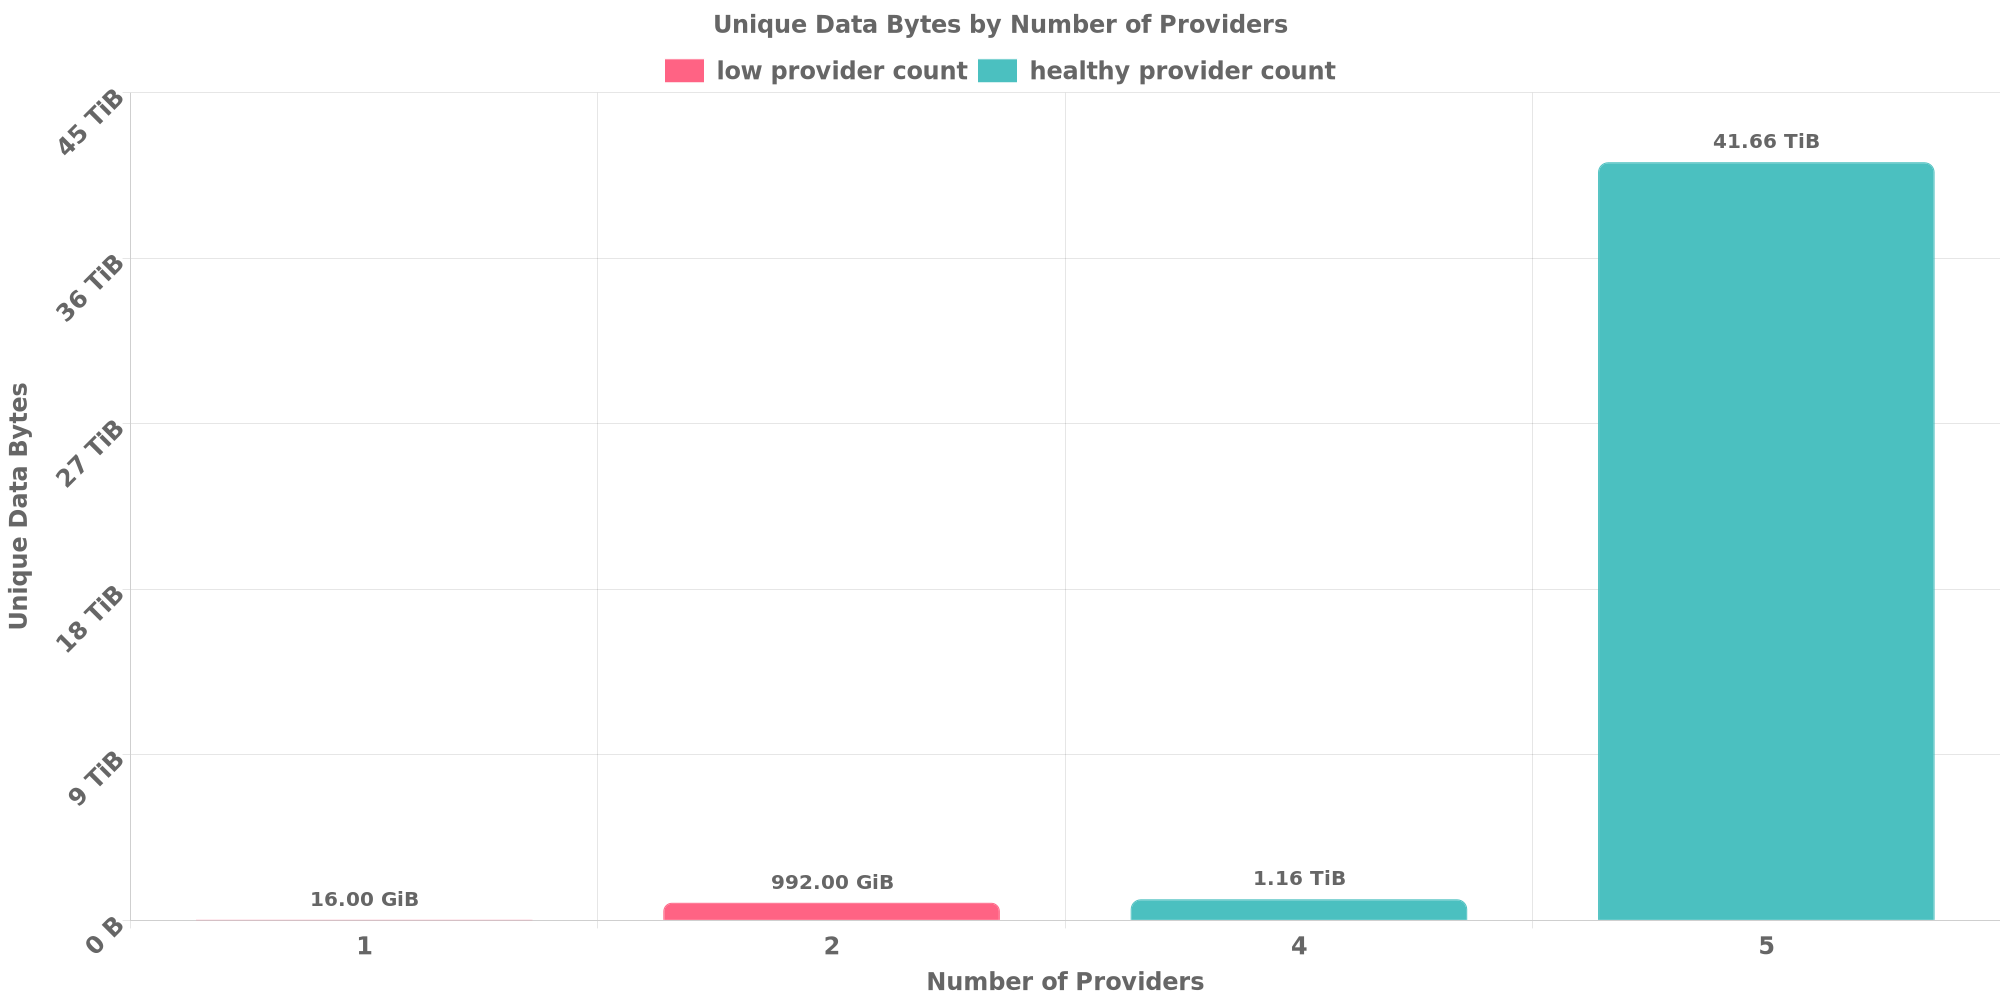 Unique Data Bytes by Number of Providers
low provider count
healthy provider count
45 TiB
36 TiB
27 TiB
18 TiB
9 TiB
0 B
Unique Data Bytes
16.00 GiB
992.00 GiB
1.16 TiB
41.66 TiB
1
2
4
5
Number of Providers